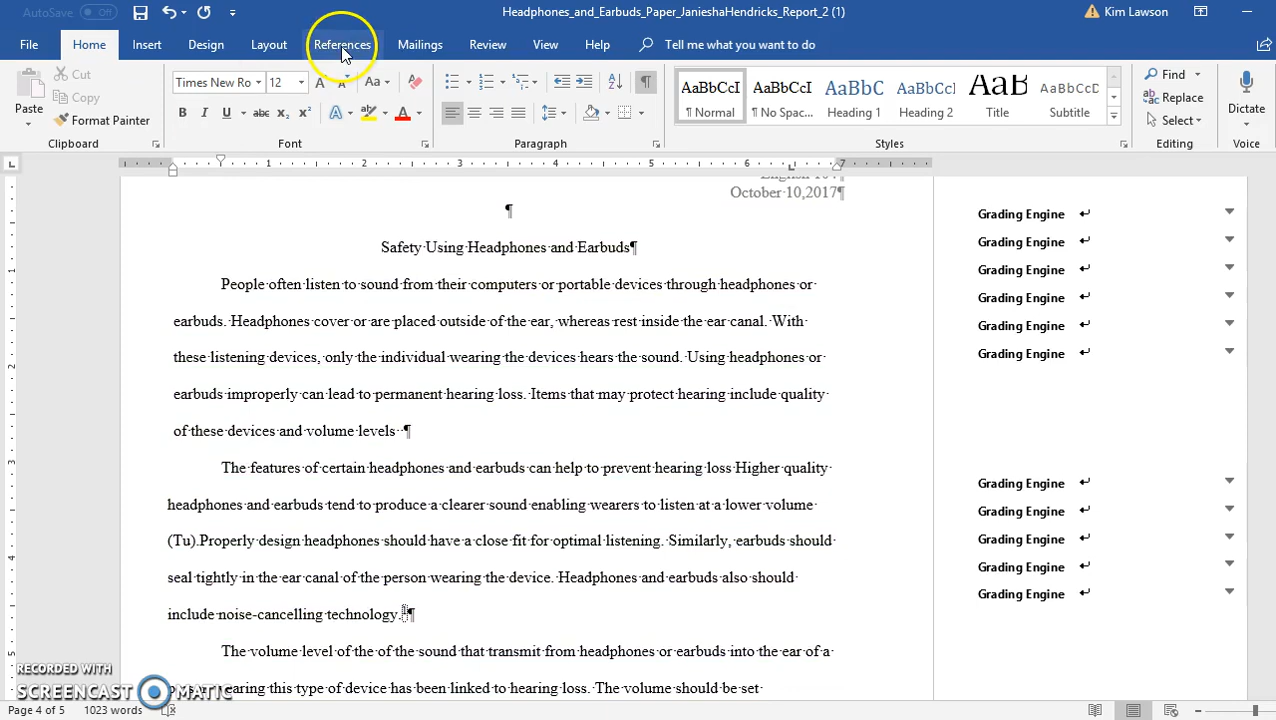 AutoSave Off
Headphones_and_Earbuds_Paper_JanieshaHendricks_Report_2 (1)
Kim Lawson
File Home Insert Design Layout References Mailings Review View Help Tell me what you want to do
Paste
Cut
Copy
Format Painter
Clipboard
Times New Ro 12
Font
Paragraph
AaBbCcI AaBbCcI AaBbCc AaBbCcI AaB AaBbCcI
¶ Normal ¶ No Spac... Heading 1 Heading 2 Title Subtitle
Styles
Find
Replace
Select
Editing
Dictate
Voice
1 2 3 4 5 6 7
October·10,2017¶
¶
Safety·Using·Headphones·and·Earbuds¶
People·often·listen·to·sound·from·their·computers·or·portable·devices·through·headphones·or·
earbuds.·Headphones·cover·or·are·placed·outside·of·the·ear,·whereas·rest·inside·the·ear·canal.·With·
these·listening·devices,·only·the·individual·wearing·the·devices·hears·the·sound.·Using·headphones·or·
earbuds·improperly·can·lead·to·permanent·hearing·loss.·Items·that·may·protect·hearing·include·quality·
of·these·devices·and·volume·levels··¶
The·features·of·certain·headphones·and·earbuds·can·help·to·prevent·hearing·loss·Higher·quality·
headphones·and·earbuds·tend·to·produce·a·clearer·sound·enabling·wearers·to·listen·at·a·lower·volume·
(Tu).Properly·design·headphones·should·have·a·close·fit·for·optimal·listening.·Similarly,·earbuds·should·
seal·tightly·in·the·ear·canal·of·the·person·wearing·the·device.·Headphones·and·earbuds·also·should·
include·noise-cancelling·technology.¶
The·volume·level·of·the·of·the·sound·that·transmit·from·headphones·or·earbuds·into·the·ear·of·a·
earing·this·type·of·device·has·been·linked·to·hearing·loss.·The·volume·should·be·set·
Grading Engine
Grading Engine
Grading Engine
Grading Engine
Grading Engine
Grading Engine
Grading Engine
Grading Engine
Grading Engine
Grading Engine
Grading Engine
RECORDED WITH
SCREENCAST MATIC
Page 4 of 5 1023 words